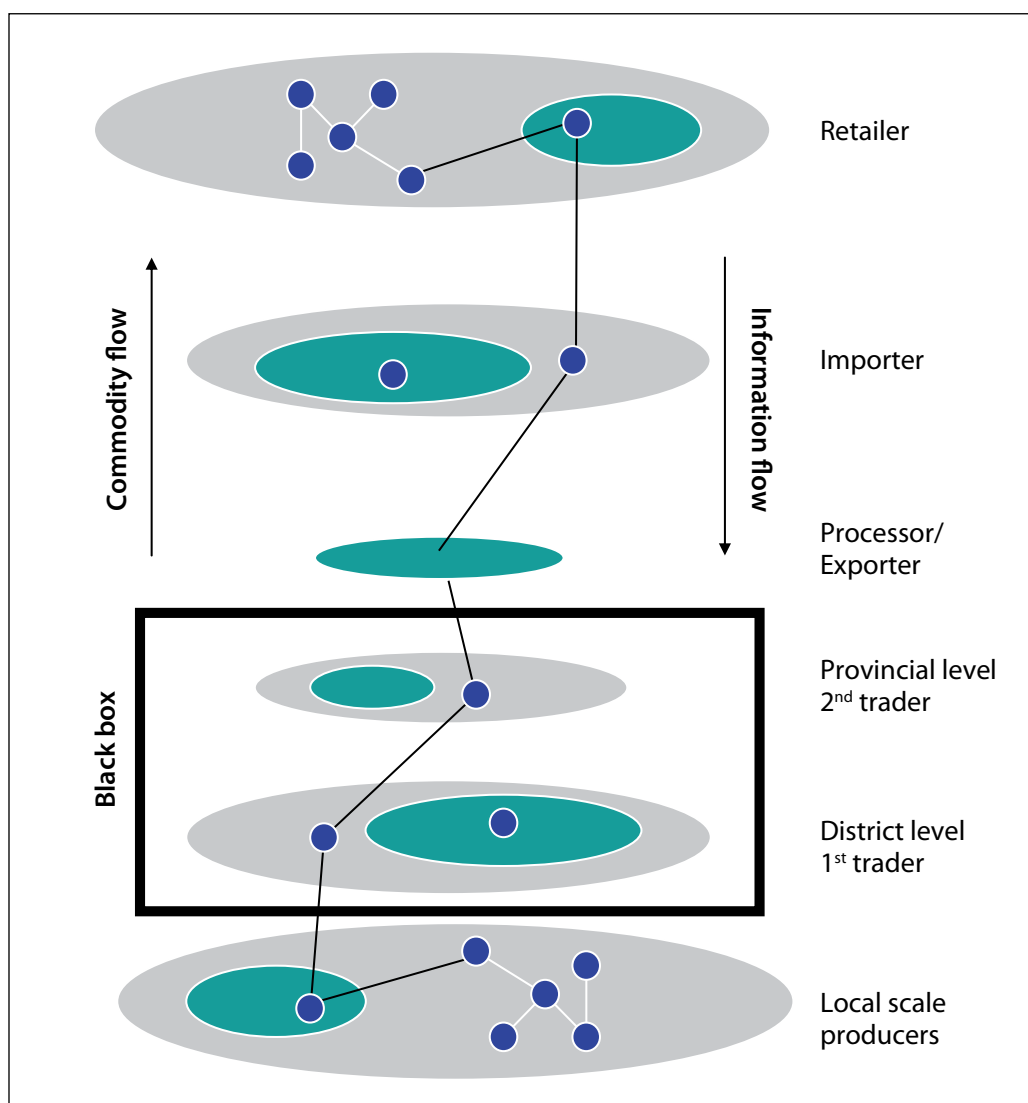 Retailer
Commodity flow
Information flow
Importer
Processor/
Exporter
Black box
Provincial level
2nd trader
District level
1st trader
Local scale
producers